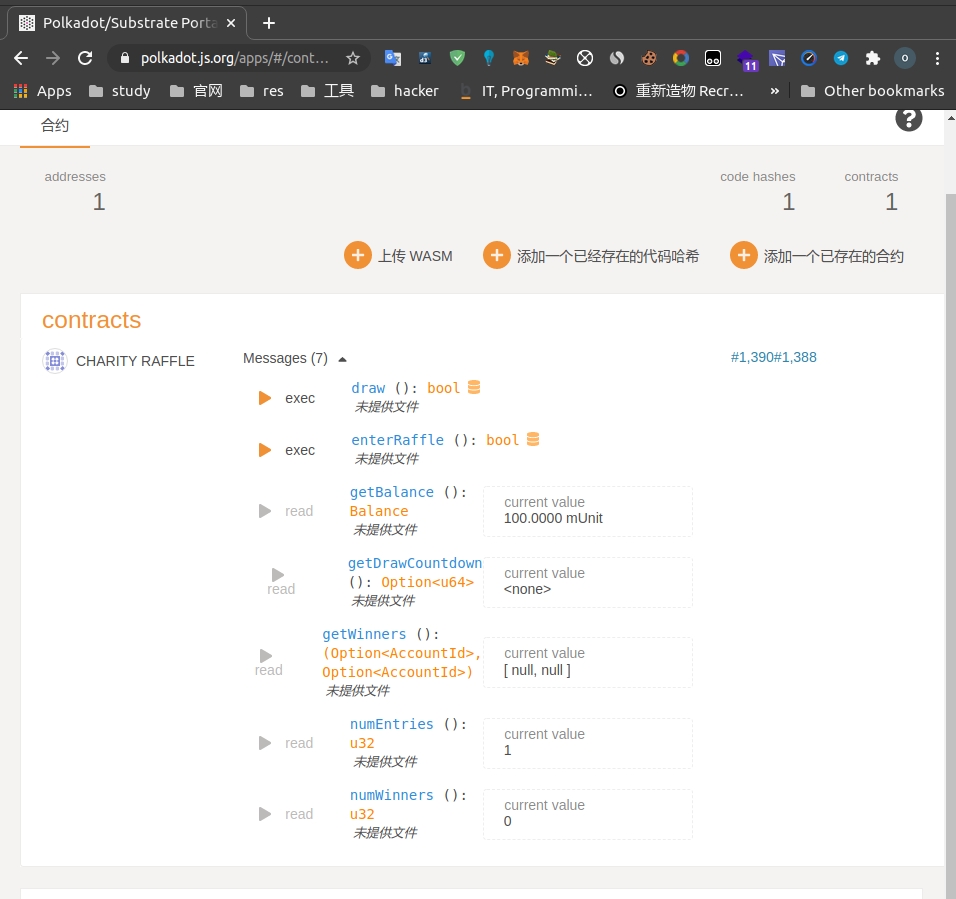 Polkadot/Substrate Porta
polkadot.js.org/apps/#/cont...
11
O
Apps study 官网 res 工具 hacker IT, Programmi... 重新造物 Recr... » Other bookmarks
合约
?
addresses code hashes contracts
1 1 1
上传 WASM 添加一个已经存在的代码哈希 添加一个已存在的合约
contracts
CHARITY RAFFLE Messages (7) #1,390#1,388
exec draw (): bool
未提供文件
exec enterRaffle (): bool
未提供文件
read getBalance ():
Balance
未提供文件
current value
100.0000 mUnit
read getDrawCountdown
(): Option<u64>
未提供文件
current value
<none>
read getWinners ():
(Option<AccountId>,
Option<AccountId>)
未提供文件
current value
[ null, null ]
read numEntries ():
u32
未提供文件
current value
1
read numWinners ():
u32
未提供文件
current value
0